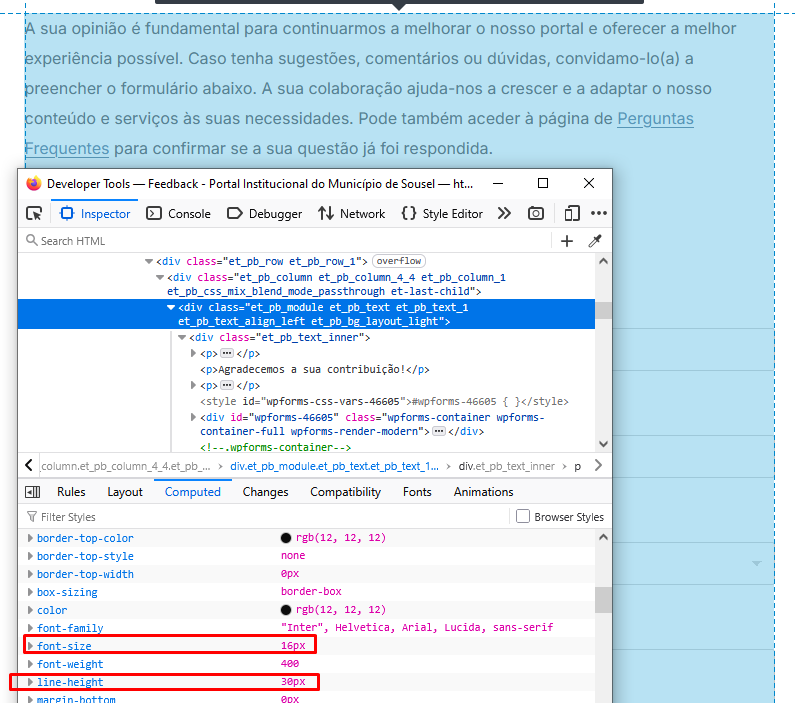 A sua opinião é fundamental para continuarmos a melhorar o nosso portal e oferecer a melhor
experiência possível. Caso tenha sugestões, comentários ou dúvidas, convidamo-lo(a) a
preencher o formulário abaixo. A sua colaboração ajuda-nos a crescer e a adaptar o nosso
conteúdo e serviços às suas necessidades. Pode também aceder à página de Perguntas
Frequentes para confirmar se a sua questão já foi respondida.
Developer Tools — Feedback - Portal Institucional do Município de Sousel — ht...
Inspector Console Debugger Network Style Editor
Search HTML
<div class="et_pb_row et_pb_row_1"> overflow
<div class="et_pb_column et_pb_column_4_4 et_pb_column_1
et_pb_css_mix_blend_mode_passthrough et-last-child">
<div class="et_pb_module et_pb_text et_pb_text_1
et_pb_text_align_left et_pb_bg_layout_light">
<div class="et_pb_text_inner">
<p>…</p>
<p>Agradecemos a sua contribuição!</p>
<p>…</p>
<style id="wpforms-css-vars-46605">#wpforms-46605 { }</style>
<div id="wpforms-46605" class="wpforms-container wpforms-
container-full wpforms-render-modern">…</div>
<!--.wpforms-container-->
column.et_pb_column_4_4.et_pb_... div.et_pb_module.et_pb_text.et_pb_text_1... div.et_pb_text_inner p
Rules Layout Computed Changes Compatibility Fonts Animations
Filter Styles Browser Styles
border-top-color rgb(12, 12, 12)
border-top-style none
border-top-width 0px
box-sizing border-box
color rgb(12, 12, 12)
font-family "Inter", Helvetica, Arial, Lucida, sans-serif
font-size 16px
font-weight 400
line-height 30px
margin-bottom 0px